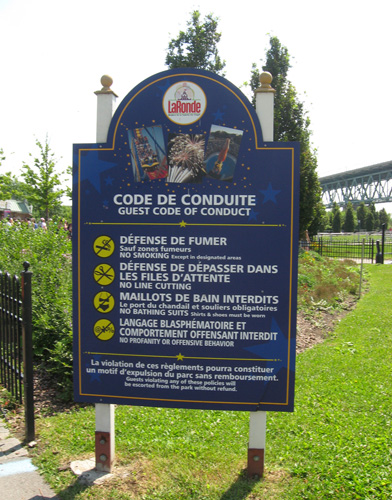 LaRonde
CODE DE CONDUITE
GUEST CODE OF CONDUCT
DÉFENSE DE FUMER
Sauf zones fumeurs
NO SMOKING Except in designated areas
DÉFENSE DE DÉPASSER DANS
LES FILES D'ATTENTE
NO LINE CUTTING
MAILLOTS DE BAIN INTERDITS
Le port du chandail et souliers obligatoire
NO BATHING SUITS Shirts & shoes must be worn
LANGAGE BLASPHÉMATOIRE ET
COMPORTEMENT OFFENSANT INTERDIT
NO PROFANITY OR OFFENSIVE BEHAVIOR
La violation de ces règlements pourra constituer
un motif d'expulsion du parc sans remboursement.
Guests violating any of these policies will
be escorted from the park without refund.